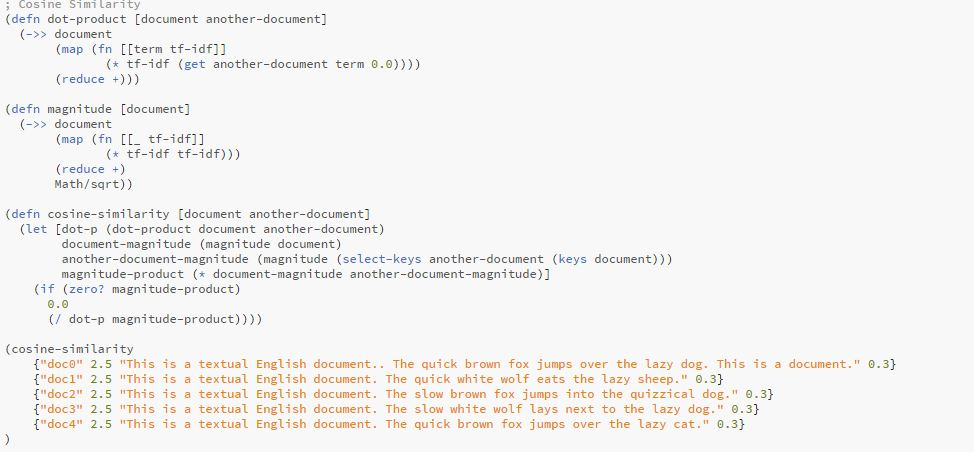 ; Cosine Similarity
(defn dot-product [document another-document]
  (->> document
       (map (fn [[term tf-idf]]
              (* tf-idf (get another-document term 0.0))))
       (reduce +)))

(defn magnitude [document]
  (->> document
       (map (fn [[_ tf-idf]]
              (* tf-idf tf-idf)))
       (reduce +)
       Math/sqrt))

(defn cosine-similarity [document another-document]
  (let [dot-p (dot-product document another-document)
        document-magnitude (magnitude document)
        another-document-magnitude (magnitude (select-keys another-document (keys document)))
        magnitude-product (* document-magnitude another-document-magnitude)]
    (if (zero? magnitude-product)
      0.0
      (/ dot-p magnitude-product))))

(cosine-similarity
    {"doc0" 2.5 "This is a textual English document.. The quick brown fox jumps over the lazy dog. This is a document." 0.3}
    {"doc1" 2.5 "This is a textual English document. The quick white wolf eats the lazy sheep." 0.3}
    {"doc2" 2.5 "This is a textual English document. The slow brown fox jumps into the quizzical dog." 0.3}
    {"doc3" 2.5 "This is a textual English document. The slow white wolf lays next to the lazy dog." 0.3}
    {"doc4" 2.5 "This is a textual English document. The quick brown fox jumps over the lazy cat." 0.3}
)